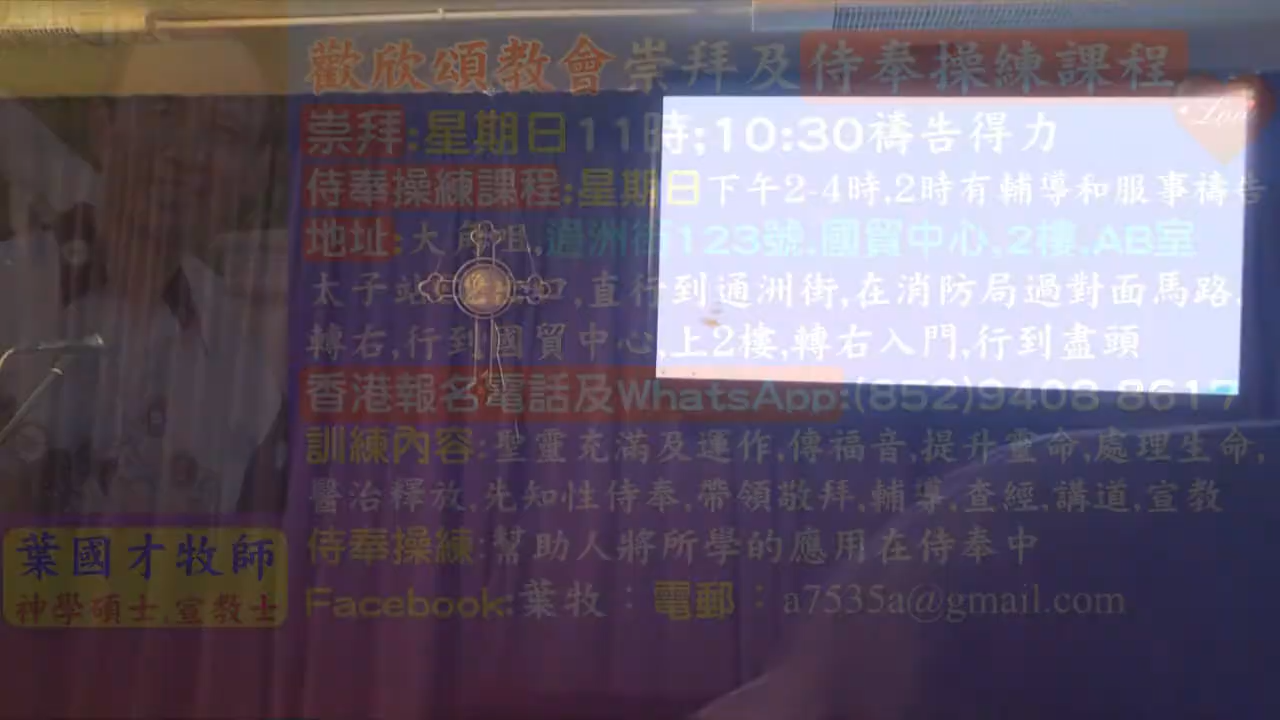 歡欣頌教會崇拜及侍奉操練課程
崇拜:星期日11時;10:30禱告得力
侍奉操練課程:星期日下午2-4時,2時有輔導和服事禱告
地址:大角咀,通洲街123號.國貿中心.2樓.AB室
太子站 出口,直行到通洲街,在消防局過對面馬路,
轉右,行到國貿中心,上2樓,轉右入門,行到盡頭
香港報名電話及WhatsApp:(852)9408 8617
訓練內容:聖靈充滿及運作,傳福音,提升靈命,處理生命,
醫治釋放,先知性侍奉,帶領敬拜,輔導,查經,講道,宣教
侍奉操練:幫助人將所學的應用在侍奉中
Facebook:葉牧:電郵:a7535a@gmail.com
葉國才牧師
神學碩士.宣教士